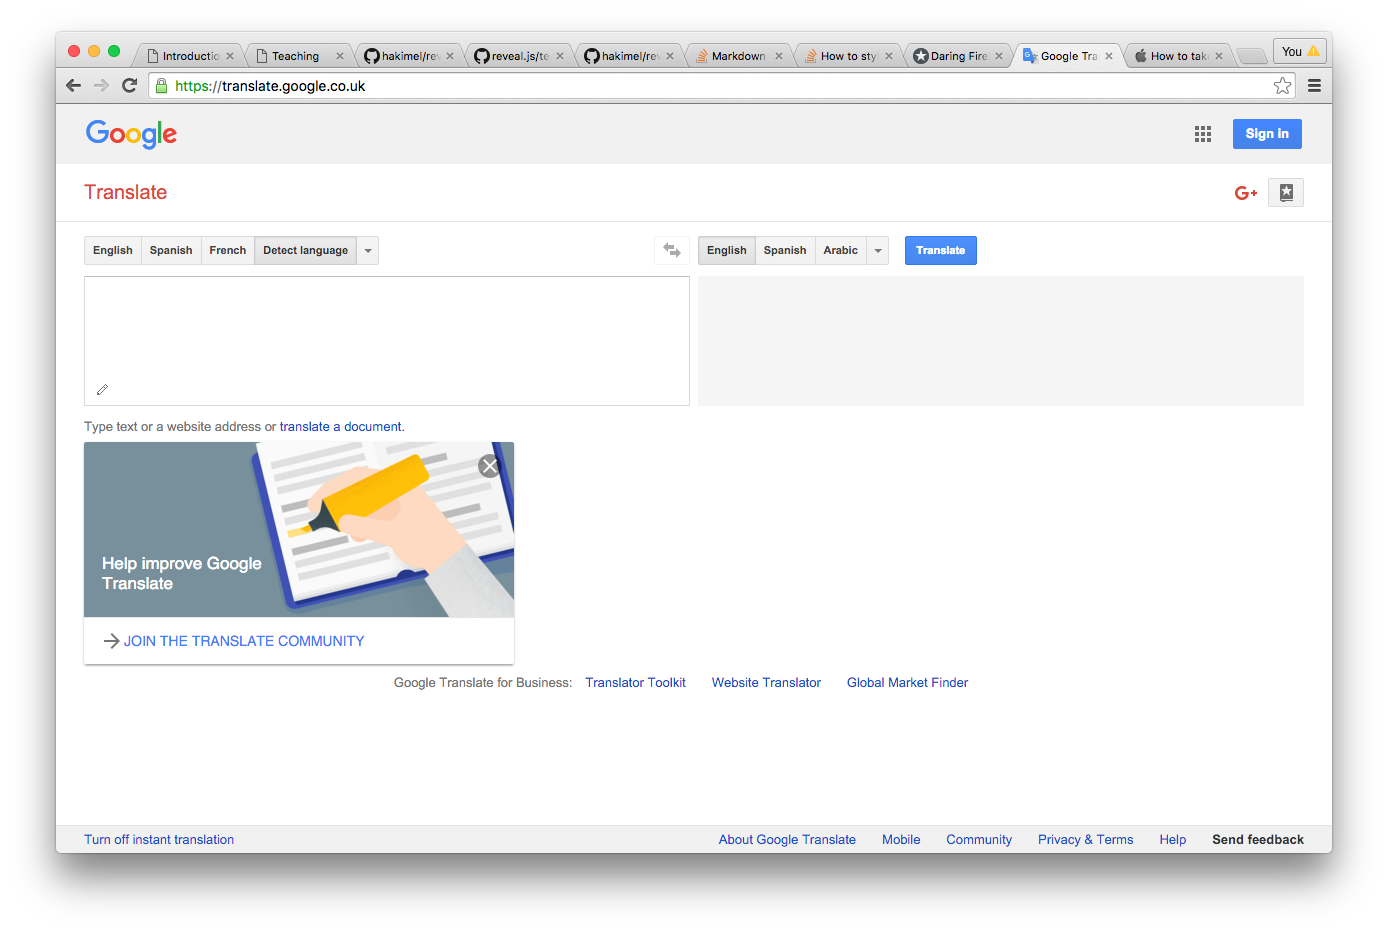 Introductio
Teaching
hakimel/rev
reveal.js/te
hakimel/rev
Markdown
How to styl
Daring Fire
Google Tra
How to take
You
https://translate.google.co.uk
Google
Sign in
Translate
G+
English Spanish French Detect language
English Spanish Arabic Translate
Type text or a website address or translate a document.
Help improve Google
Translate
JOIN THE TRANSLATE COMMUNITY
Google Translate for Business: Translator Toolkit Website Translator Global Market Finder
Turn off instant translation About Google Translate Mobile Community Privacy & Terms Help Send feedback